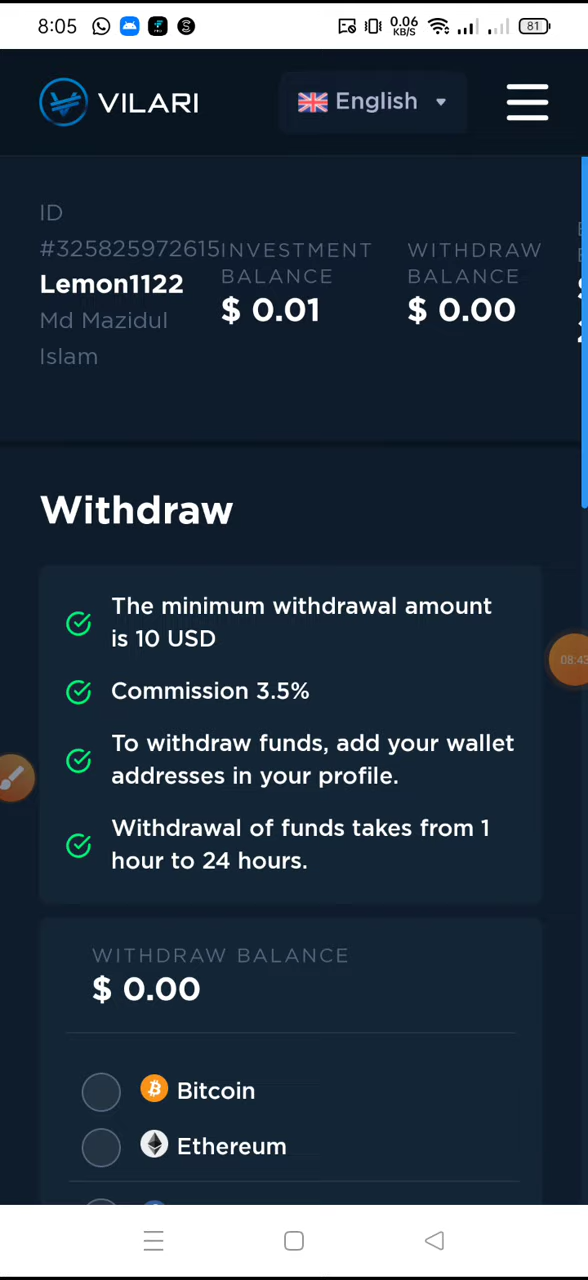 8:05
0.06
KB/S
81
VILARI
English
ID
#325825972615
Lemon1122
Md Mazidul
Islam
INVESTMENT
BALANCE
$ 0.01
WITHDRAW
BALANCE
$ 0.00
Withdraw
The minimum withdrawal amount
is 10 USD
Commission 3.5%
To withdraw funds, add your wallet
addresses in your profile.
Withdrawal of funds takes from 1
hour to 24 hours.
08:43
WITHDRAW BALANCE
$ 0.00
Bitcoin
Ethereum